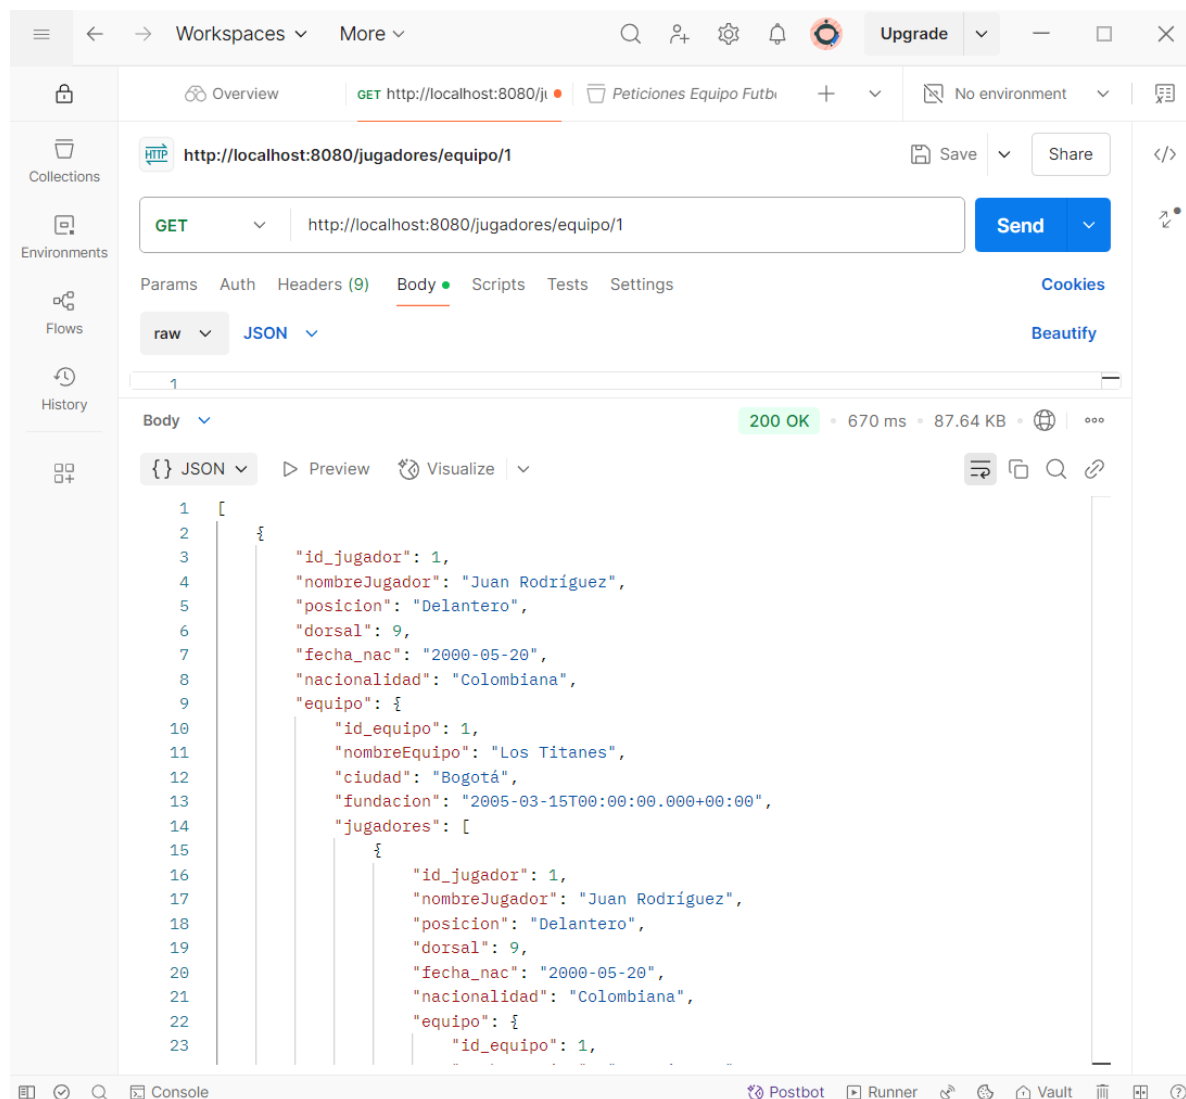 Workspaces More Upgrade
Overview GET http://localhost:8080/ju Peticiones Equipo Futb No environment
HTTP http://localhost:8080/jugadores/equipo/1 Save Share
Collections
GET http://localhost:8080/jugadores/equipo/1 Send
Environments
Params Auth Headers (9) Body Scripts Tests Settings Cookies
Flows
raw JSON Beautify
1
History
Body 200 OK 670 ms 87.64 KB
{} JSON Preview Visualize
1 [
2 {
3 "id_jugador": 1,
4 "nombreJugador": "Juan Rodríguez",
5 "posicion": "Delantero",
6 "dorsal": 9,
7 "fecha_nac": "2000-05-20",
8 "nacionalidad": "Colombiana",
9 "equipo": {
10 "id_equipo": 1,
11 "nombreEquipo": "Los Titanes",
12 "ciudad": "Bogotá",
13 "fundacion": "2005-03-15T00:00:00.000+00:00",
14 "jugadores": [
15 {
16 "id_jugador": 1,
17 "nombreJugador": "Juan Rodríguez",
18 "posicion": "Delantero",
19 "dorsal": 9,
20 "fecha_nac": "2000-05-20",
21 "nacionalidad": "Colombiana",
22 "equipo": {
23 "id_equipo": 1,
Console Postbot Runner Vault